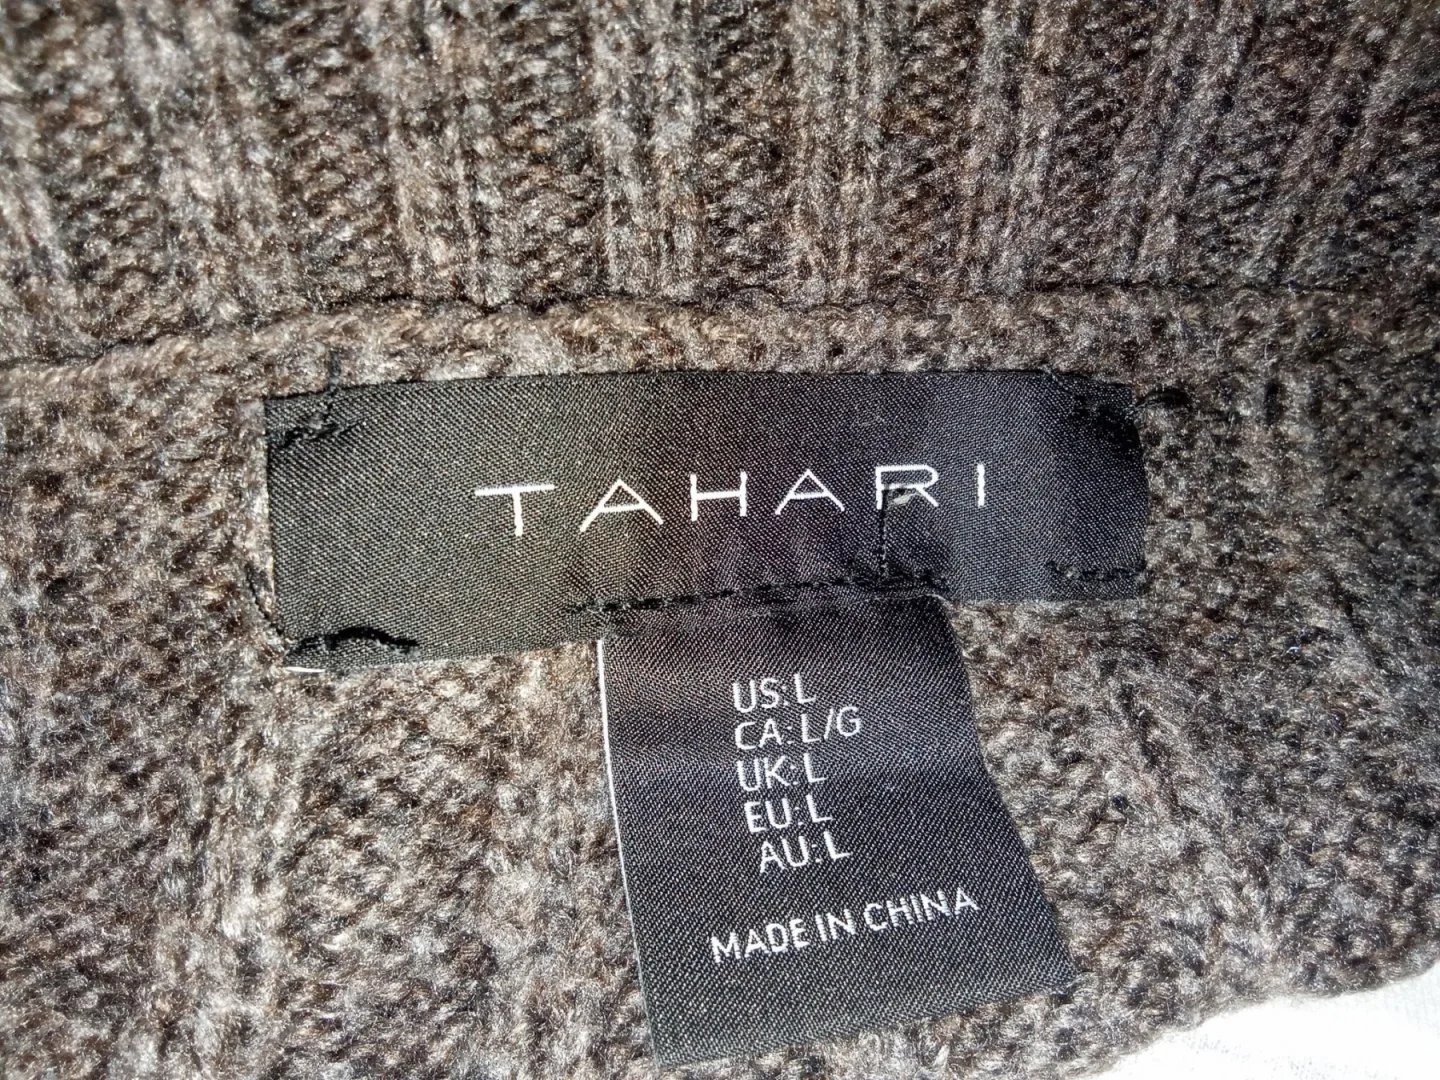 TAHARI
US: L
CA: L/G
UK: L
EU: L
AU: L
MADE IN CHINA